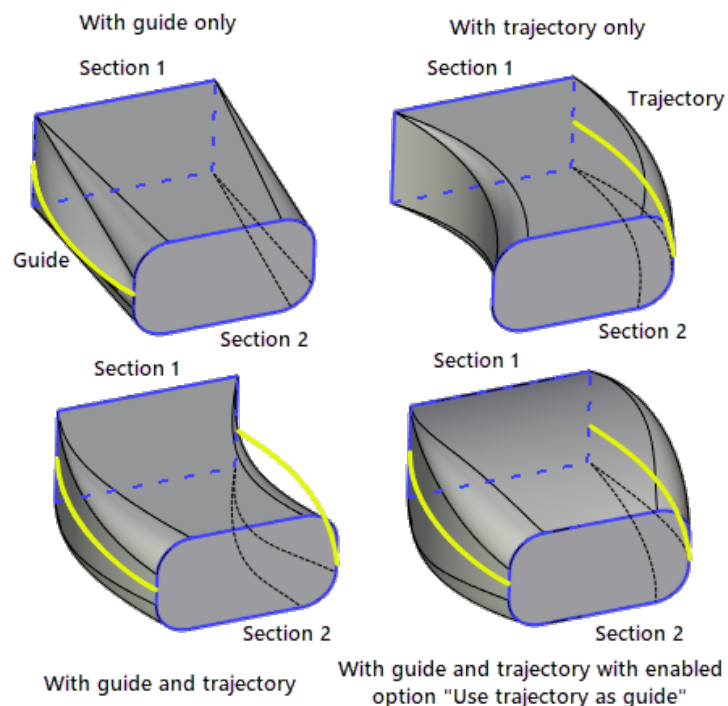 With guide only
With trajectory only
Section 1
Section 1
Trajectory
Guide
Section 2
Section 2
Section 1
Section 1
Section 2
Section 2
With guide and trajectory
With guide and trajectory with enabled
option "Use trajectory as guide"